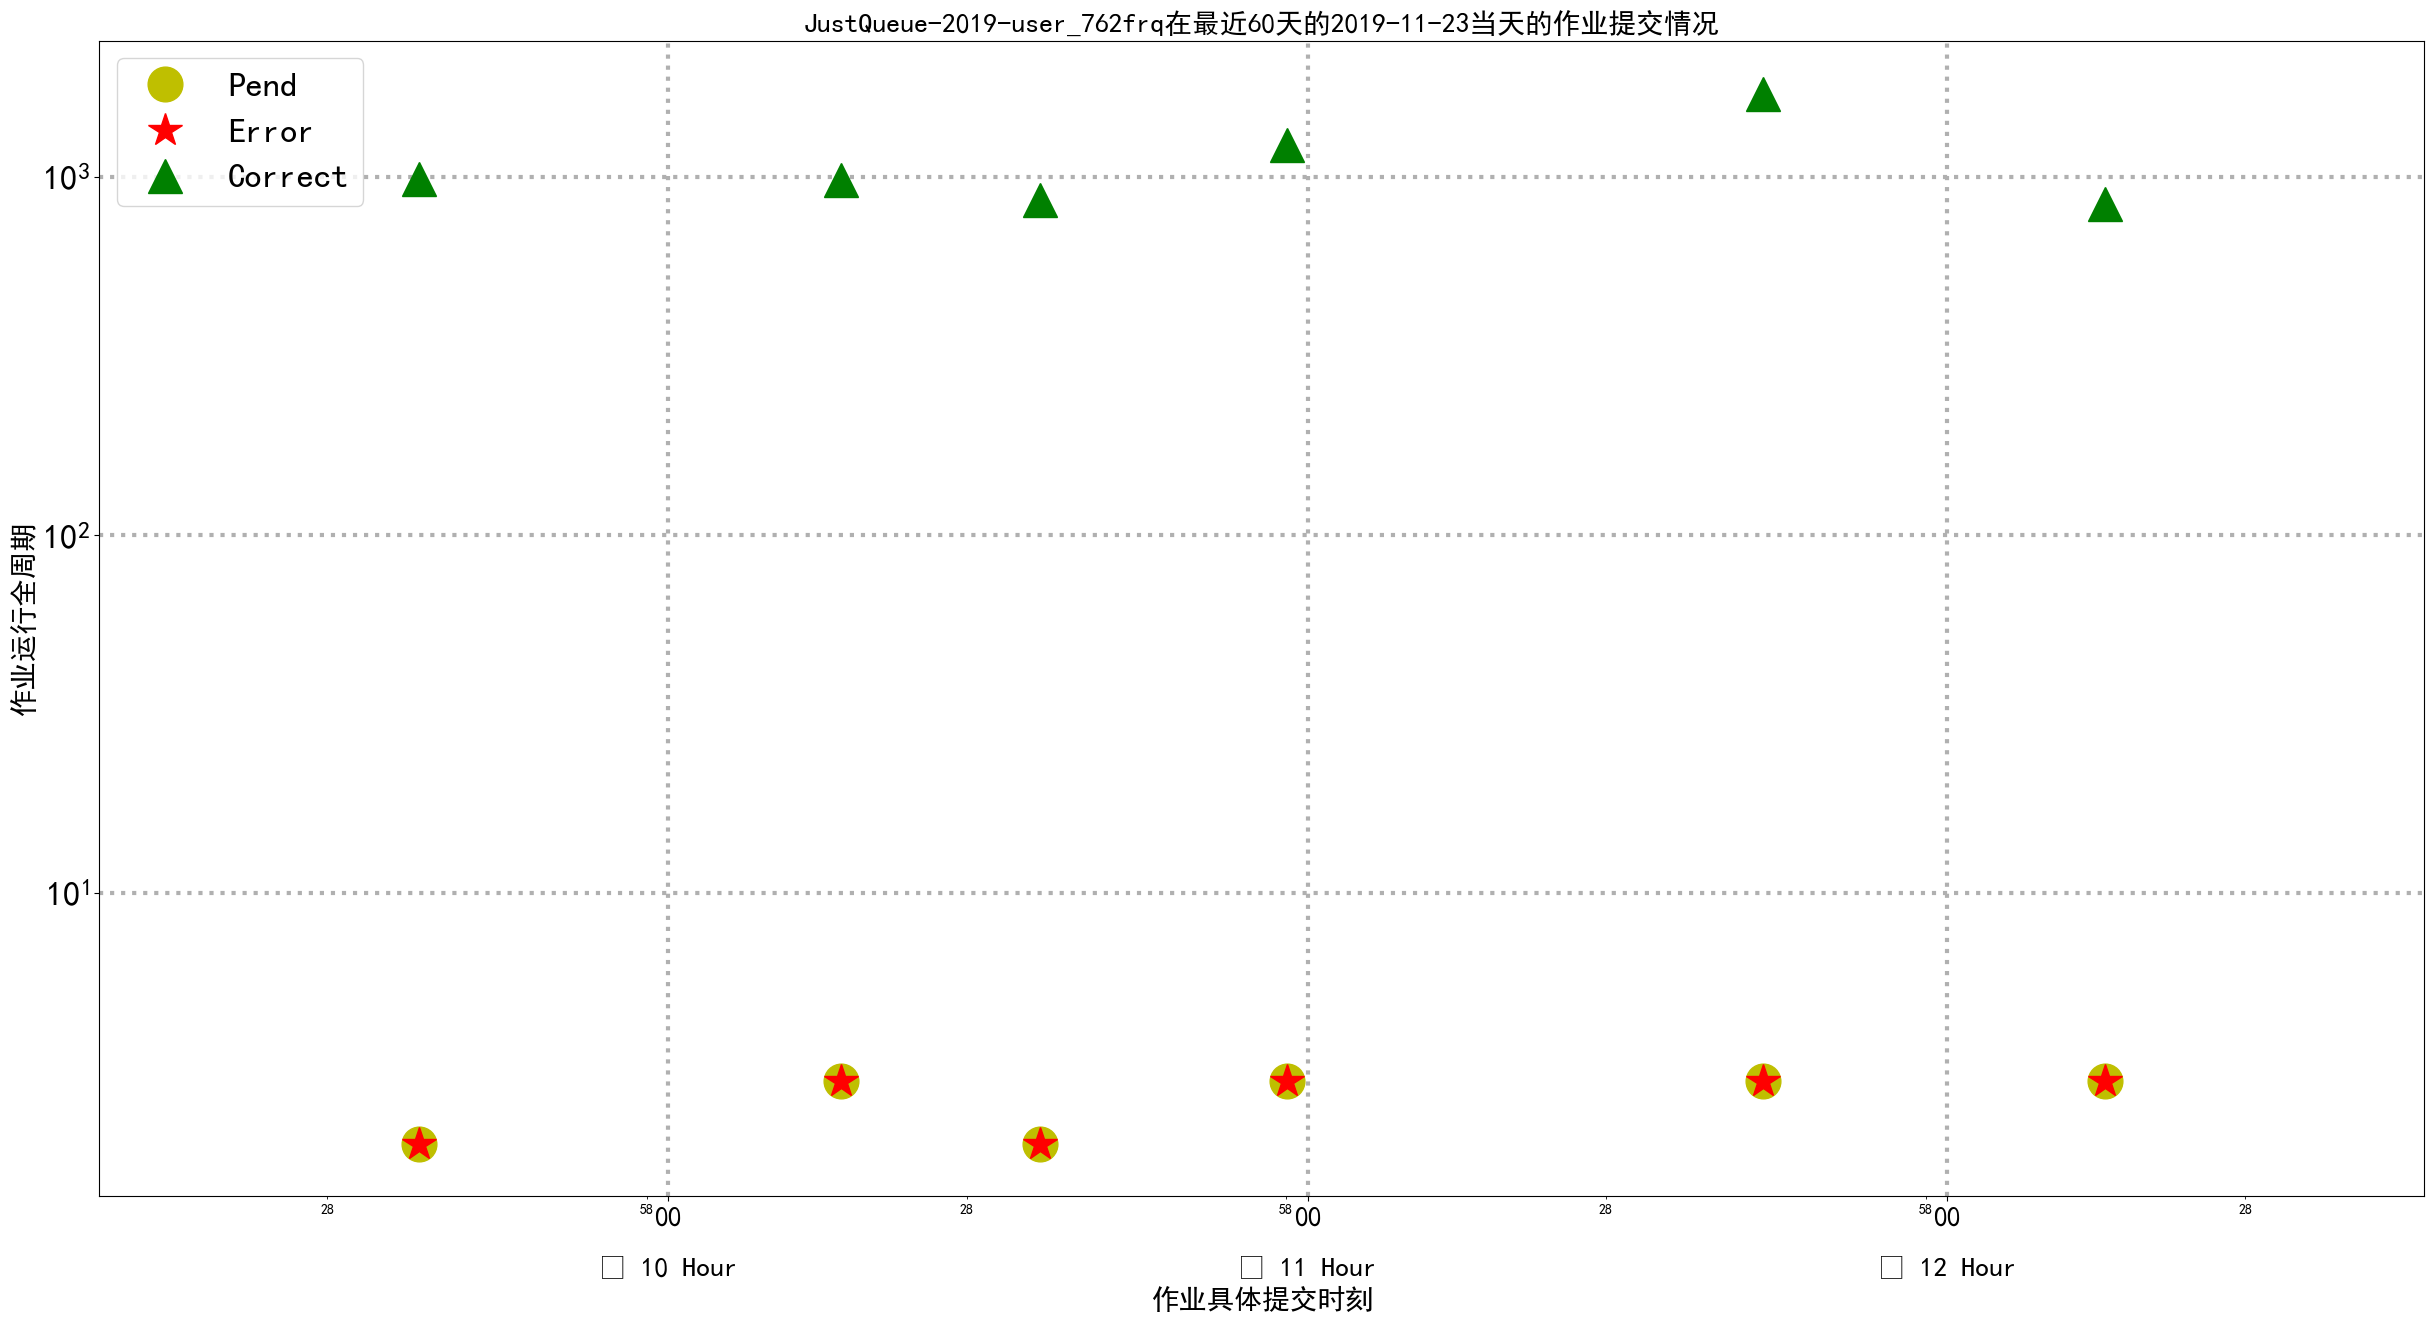 JustQueue-2019-user_762frq在最近60天的2019-11-23当天的作业提交情况
Pend
Error
Correct
10³
10²
10¹
作业运行全周期
28 58 00 28 58 00 28 58 00 28
□ 10 Hour □ 11 Hour □ 12 Hour
作业具体提交时刻